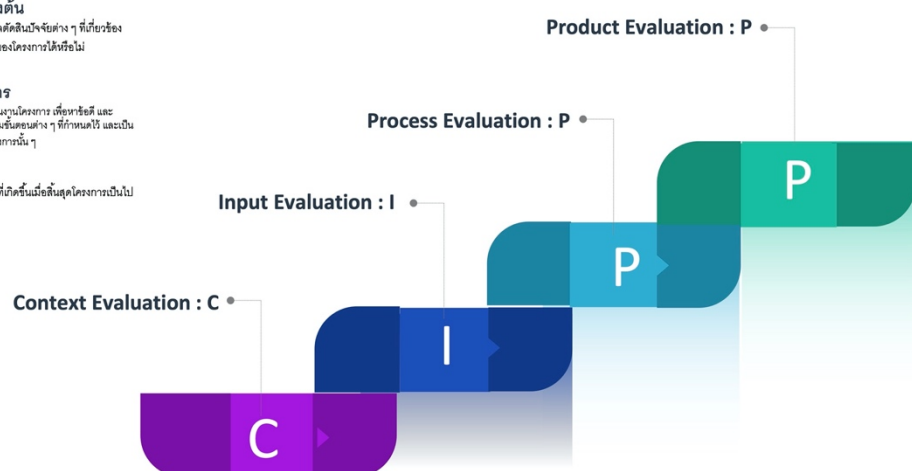 ตัดสินปัจจัยต่าง ๆ ที่เกี่ยวข้อง
ของโครงการได้หรือไม่
นงานโครงการ เพื่อหาข้อดี และ
ขั้นตอนต่าง ๆ ที่กำหนดไว้ และเป็น
การนั้น ๆ
ที่เกิดขึ้นเมื่อสิ้นสุดโครงการเป็นไป
Product Evaluation : P
Process Evaluation : P
Input Evaluation : I
Context Evaluation : C
P
P
I
C